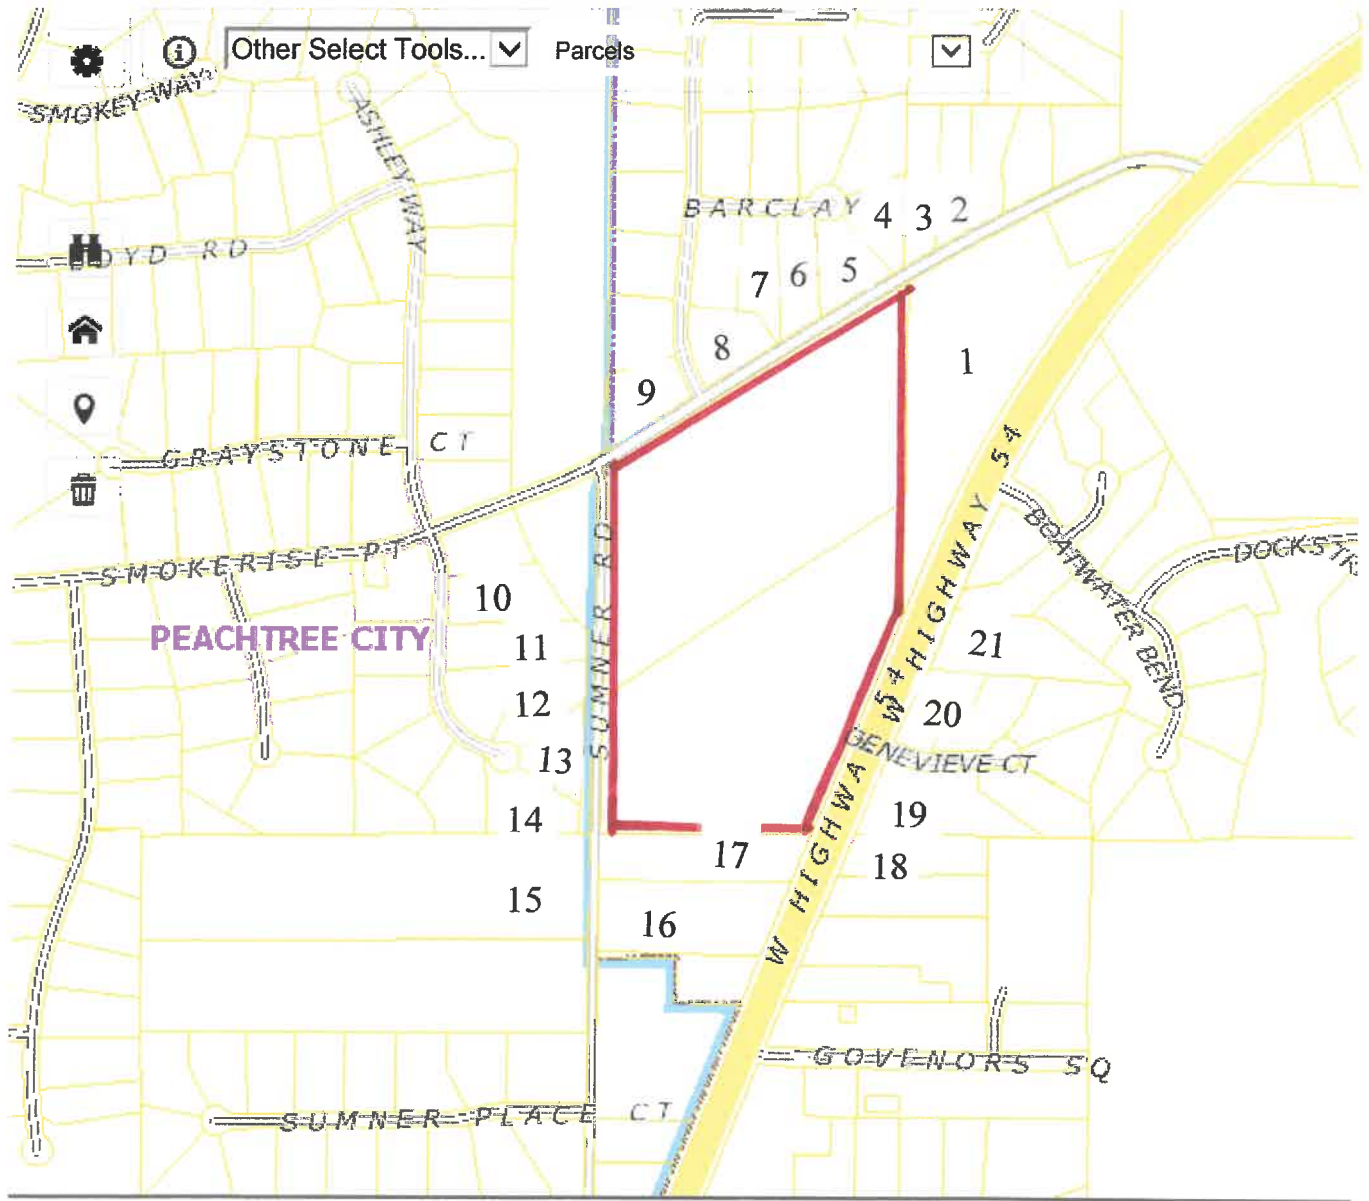 Other Select Tools...
Parcels
SMOKEY WAY
ASHLEY WAY
BARCLAY
4
3
2
LOYD RD
7
6
5
8
1
9
GRAYSTONE CT
W HIGHWAY 54
BOATWATER BEND
SMOKERISE PT
SUMNER RD
10
PEACHTREE CITY
11
21
12
20
13
GENEVIEVE CT
14
19
17
18
15
16
W HIGHWAY 54
GOVENORS SQ
SUMNER PLACE CT